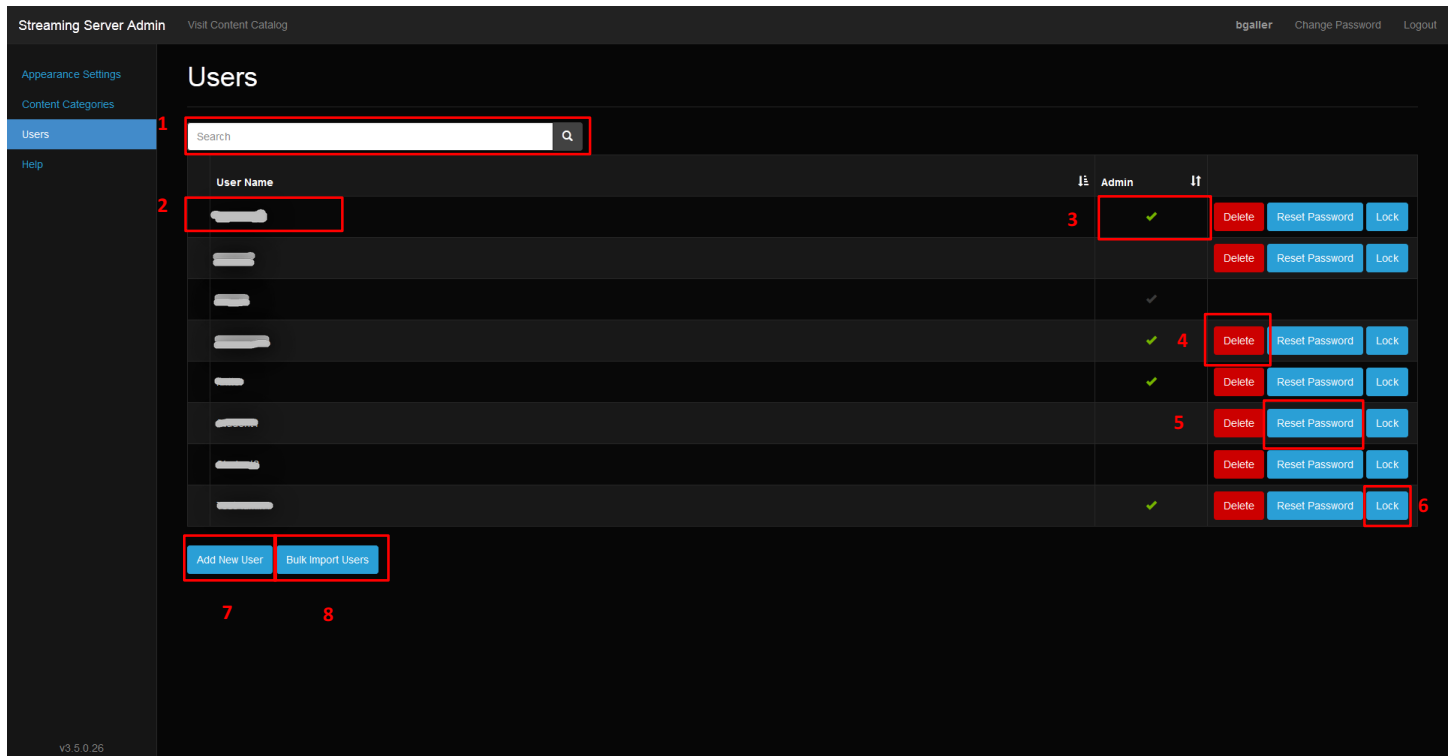 Streaming Server Admin Visit Content Catalog bgaller Change Password Logout
Appearance Settings
Content Categories
Users
Help
Users
1 Search
User Name Admin
2 3 Delete Reset Password Lock
Delete Reset Password Lock
4 Delete Reset Password Lock
Delete Reset Password Lock
5 Delete Reset Password Lock
Delete Reset Password Lock
Delete Reset Password Lock 6
Add New User Bulk Import Users
7 8
v3.5.0.26